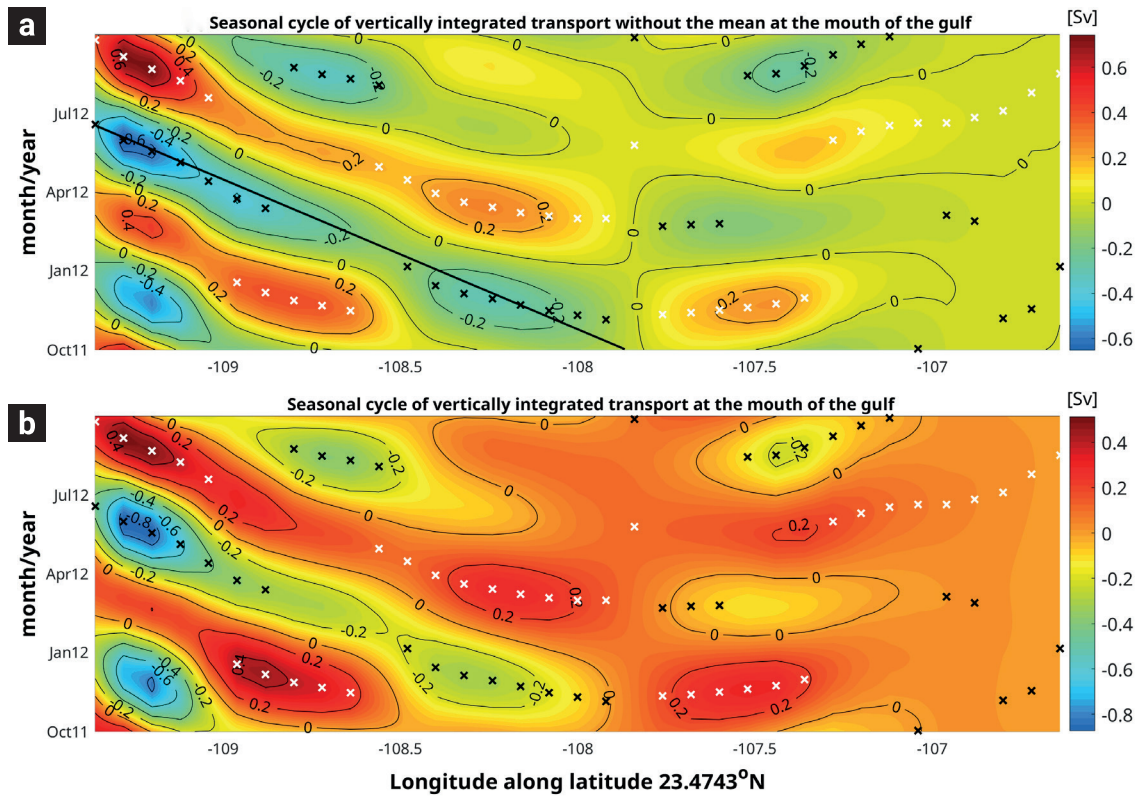 a
Seasonal cycle of vertically integrated transport without the mean at the mouth of the gulf
[Sv]
month/year
Jul12
Apr12
Jan12
Oct11
-109
-108.5
-108
-107.5
-107
0.6
0.4
0.2
0
-0.2
-0.4
-0.6
b
Seasonal cycle of vertically integrated transport at the mouth of the gulf
[Sv]
month/year
Jul12
Apr12
Jan12
Oct11
-109
-108.5
-108
-107.5
-107
0.4
0.2
0
-0.2
-0.4
-0.6
-0.8
Longitude along latitude 23.4743°N